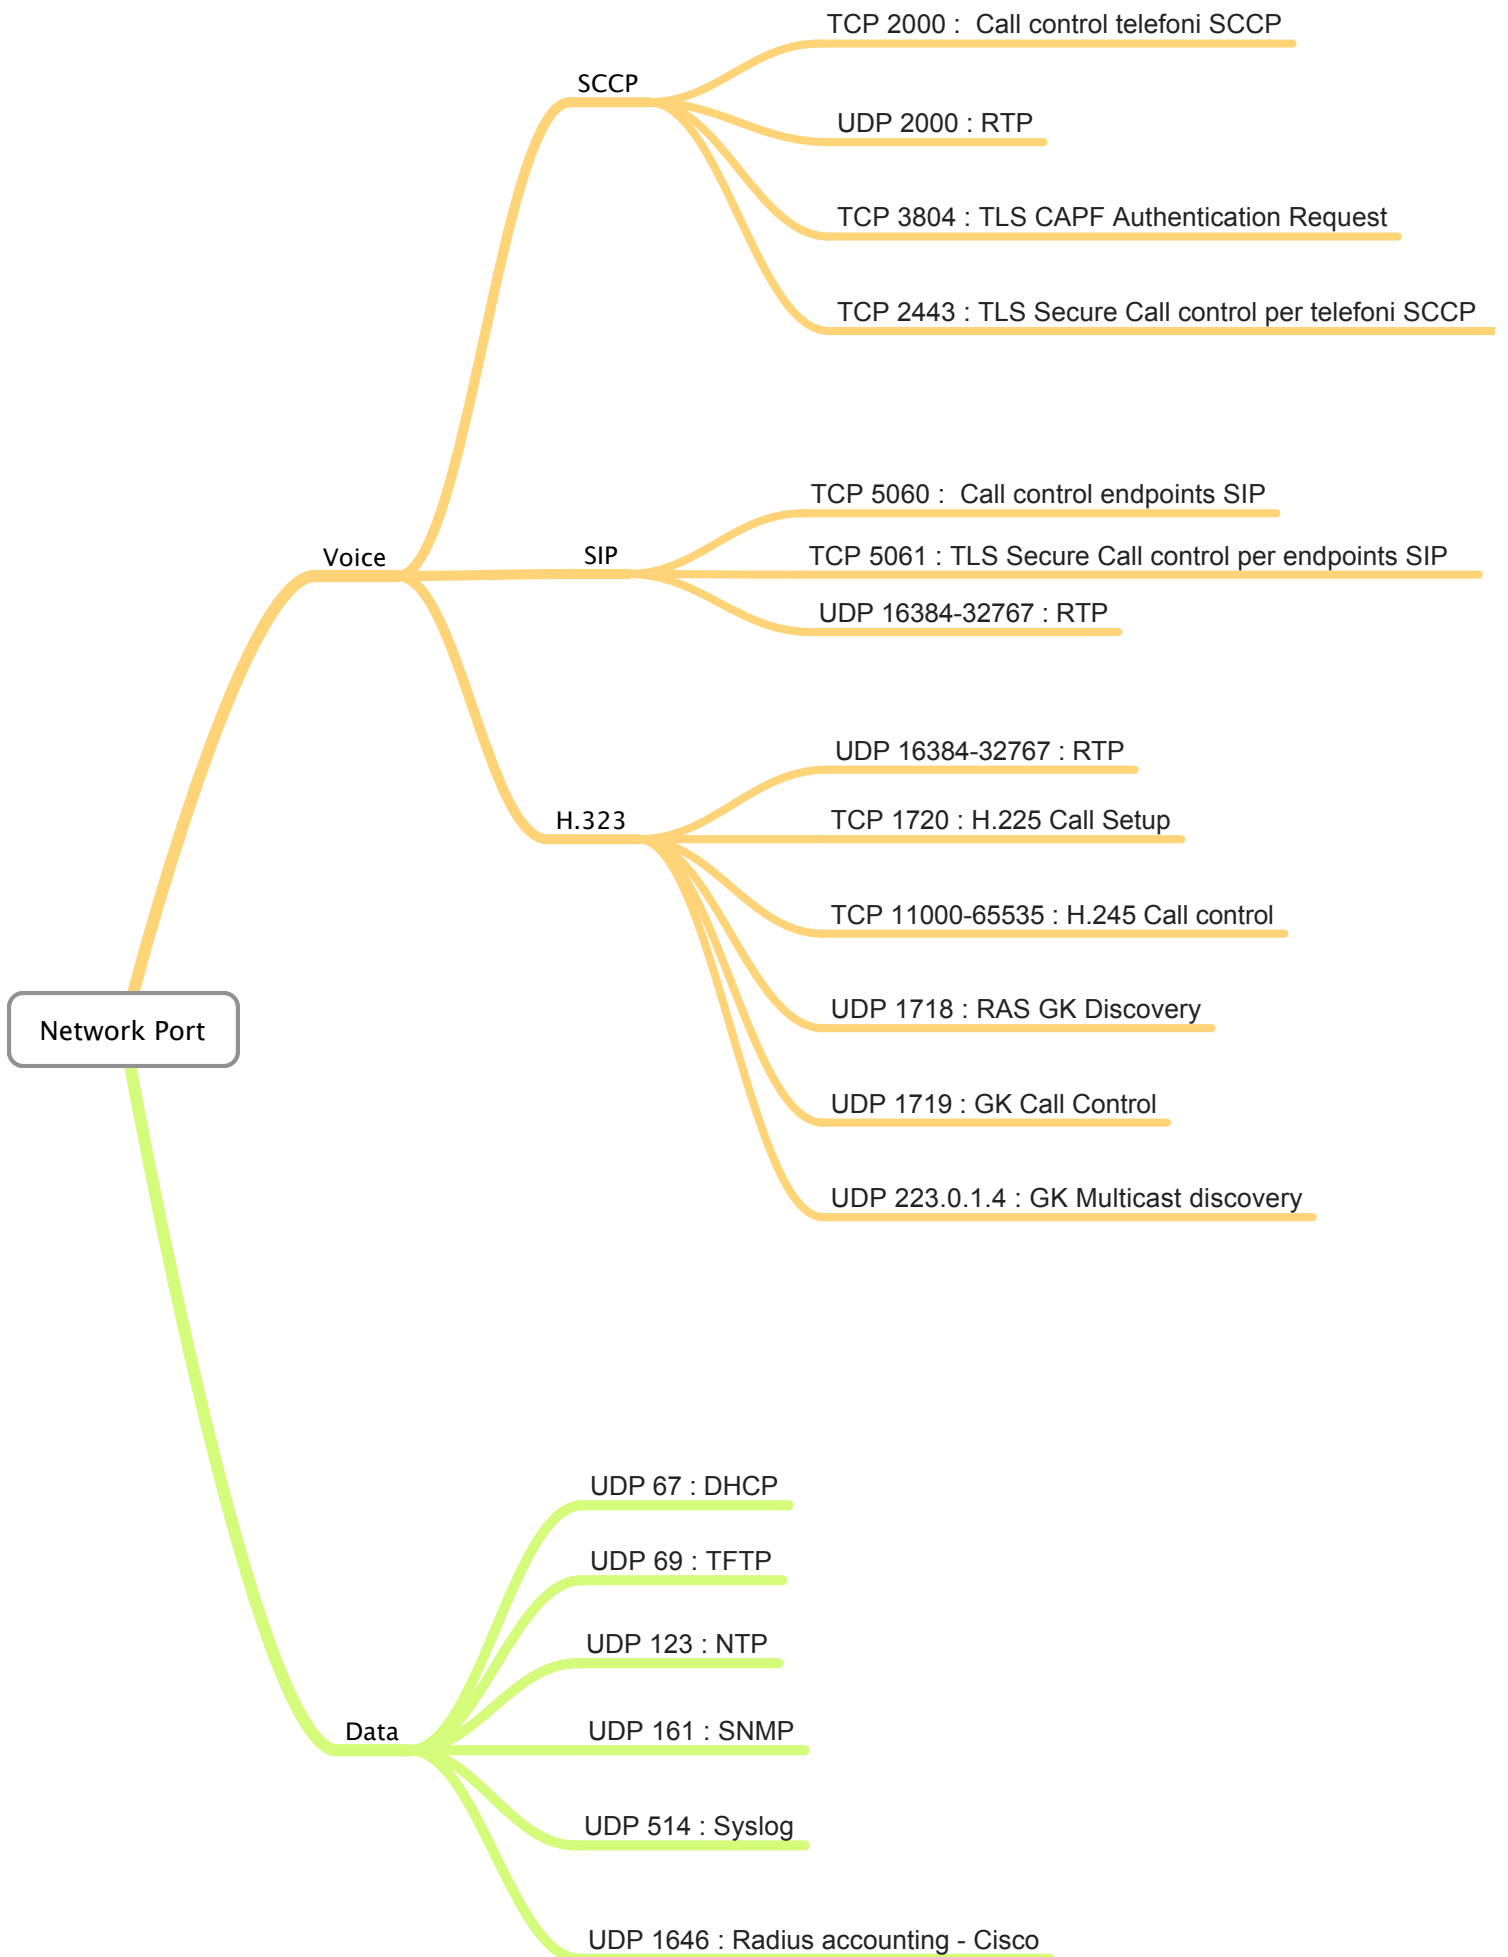 Network Port
Voice
SCCP
TCP 2000 :  Call control telefoni SCCP
UDP 2000 : RTP
TCP 3804 : TLS CAPF Authentication Request
TCP 2443 : TLS Secure Call control per telefoni SCCP
SIP
TCP 5060 :  Call control endpoints SIP
TCP 5061 : TLS Secure Call control per endpoints SIP
UDP 16384-32767 : RTP
H.323
UDP 16384-32767 : RTP
TCP 1720 : H.225 Call Setup
TCP 11000-65535 : H.245 Call control
UDP 1718 : RAS GK Discovery
UDP 1719 : GK Call Control
UDP 223.0.1.4 : GK Multicast discovery
Data
UDP 67 : DHCP
UDP 69 : TFTP
UDP 123 : NTP
UDP 161 : SNMP
UDP 514 : Syslog
UDP 1646 : Radius accounting - Cisco